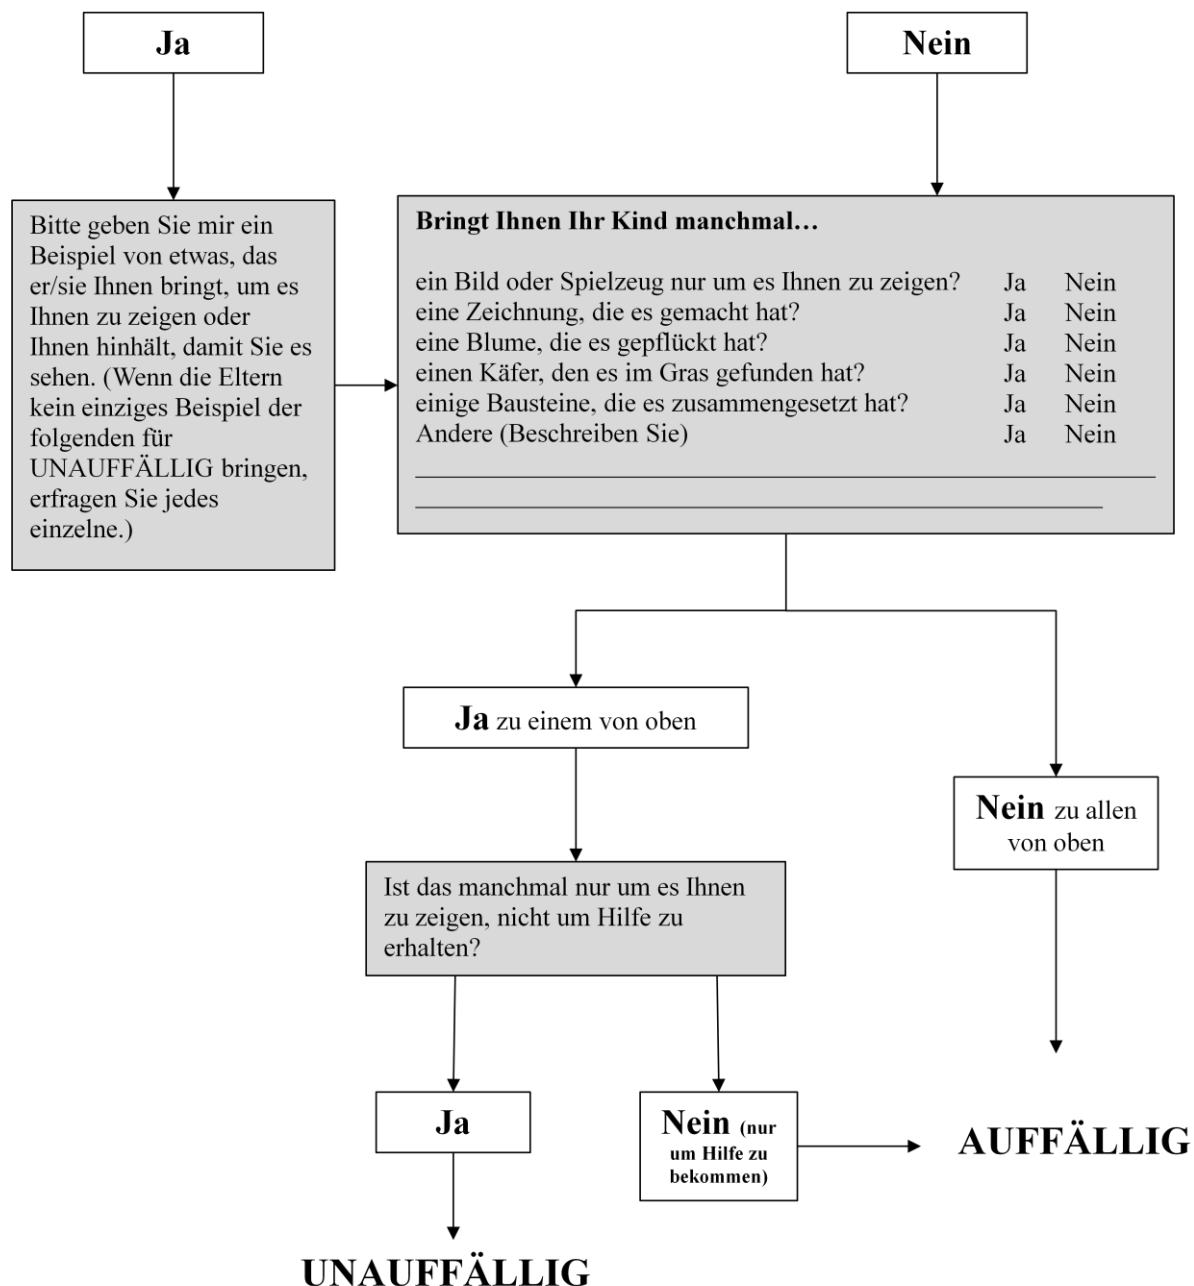 Ja
Nein
Bitte geben Sie mir ein
Beispiel von etwas, das
er/sie Ihnen bringt, um es
Ihnen zu zeigen oder
Ihnen hinhält, damit Sie es
sehen. (Wenn die Eltern
kein einziges Beispiel der
folgenden für
UNAUFFÄLLIG bringen,
erfragen Sie jedes
einzelne.)
Bringt Ihnen Ihr Kind manchmal…
ein Bild oder Spielzeug nur um es Ihnen zu zeigen? Ja Nein
eine Zeichnung, die es gemacht hat? Ja Nein
eine Blume, die es gepflückt hat? Ja Nein
einen Käfer, den es im Gras gefunden hat? Ja Nein
einige Bausteine, die es zusammengesetzt hat? Ja Nein
Andere (Beschreiben Sie) Ja Nein
Ja zu einem von oben
Nein zu allen
von oben
Ist das manchmal nur um es Ihnen
zu zeigen, nicht um Hilfe zu
erhalten?
Ja
Nein (nur
um Hilfe zu
bekommen)
AUFFÄLLIG
UNAUFFÄLLIG